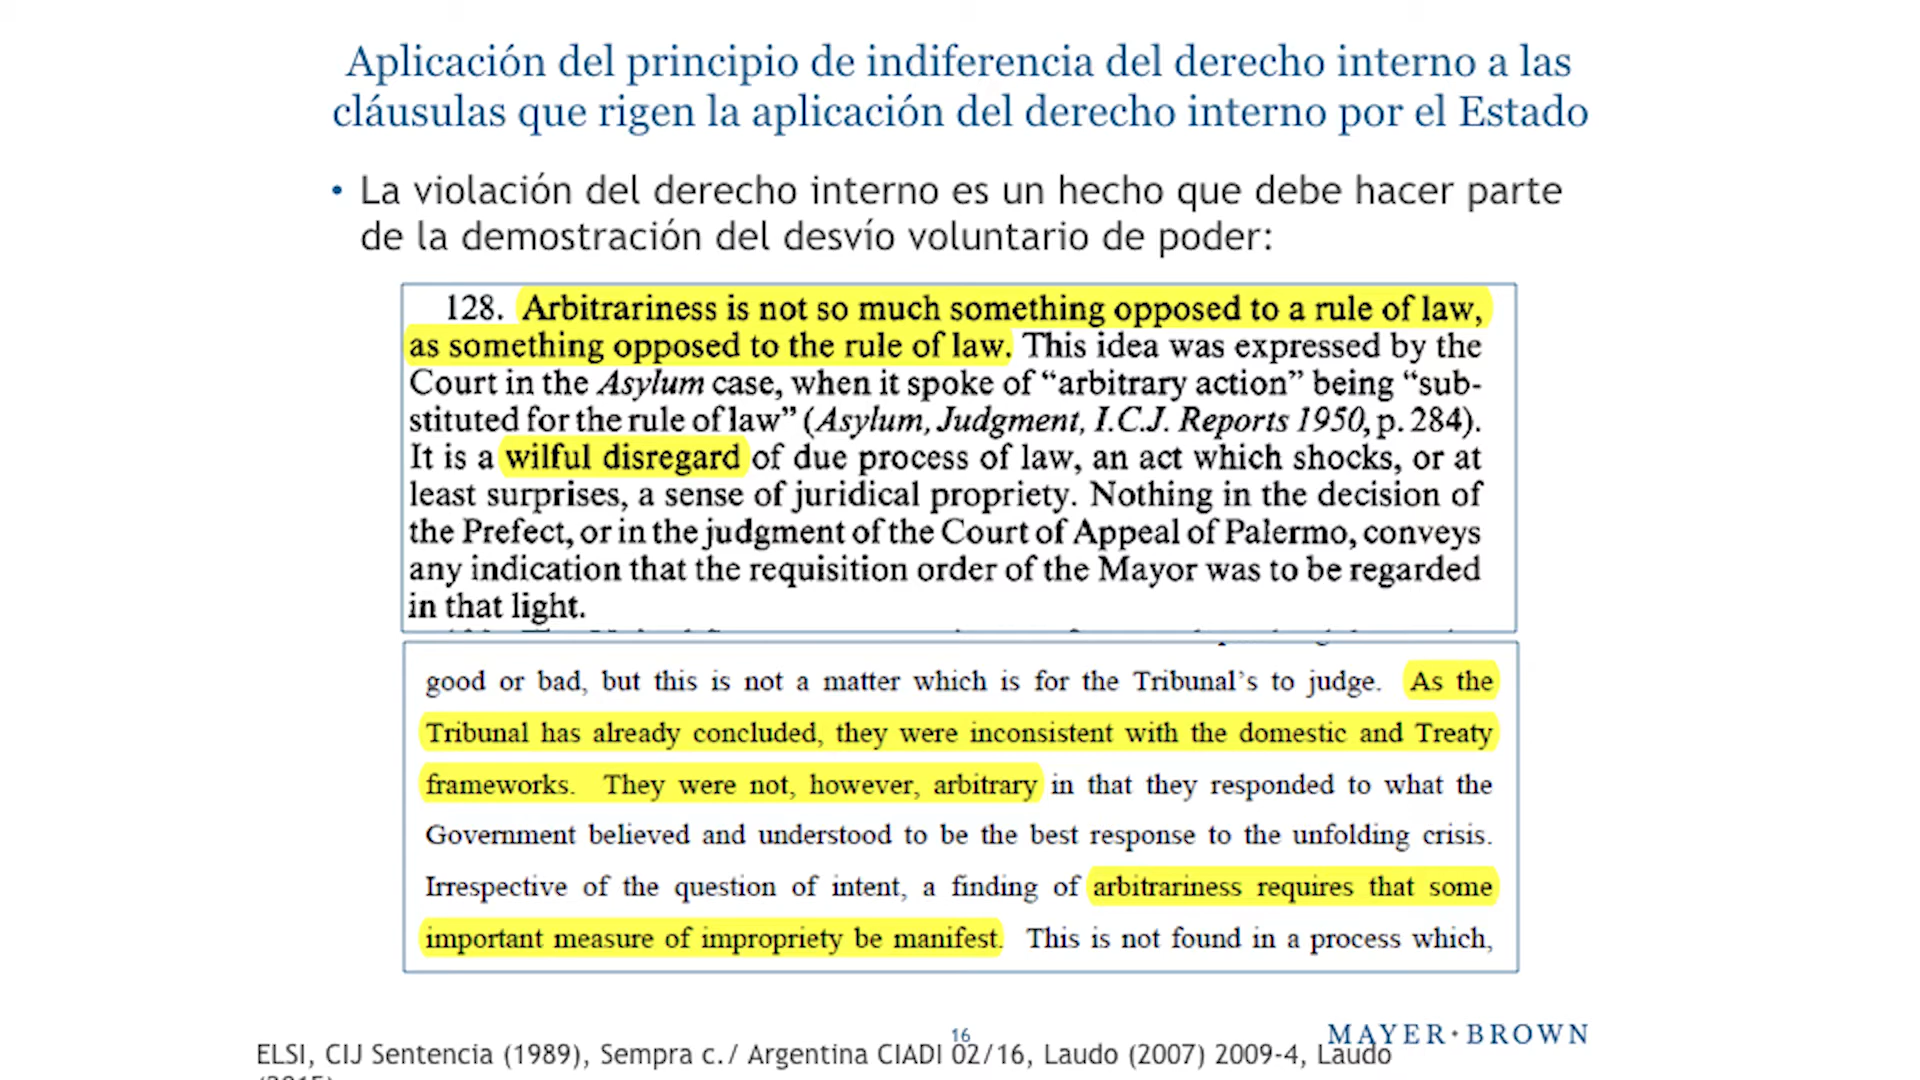 Aplicación del principio de indiferencia del derecho interno a las
cláusulas que rigen la aplicación del derecho interno por el Estado
• La violación del derecho interno es un hecho que debe hacer parte
de la demostración del desvío voluntario de poder:
128. Arbitrariness is not so much something opposed to a rule of law,
as something opposed to the rule of law. This idea was expressed by the
Court in the Asylum case, when it spoke of “arbitrary action” being “sub-
stituted for the rule of law” (Asylum, Judgment, I.C.J. Reports 1950, p. 284).
It is a wilful disregard of due process of law, an act which shocks, or at
least surprises, a sense of juridical propriety. Nothing in the decision of
the Prefect, or in the judgment of the Court of Appeal of Palermo, conveys
any indication that the requisition order of the Mayor was to be regarded
in that light.
good or bad, but this is not a matter which is for the Tribunal’s to judge. As the
Tribunal has already concluded, they were inconsistent with the domestic and Treaty
frameworks. They were not, however, arbitrary in that they responded to what the
Government believed and understood to be the best response to the unfolding crisis.
Irrespective of the question of intent, a finding of arbitrariness requires that some
important measure of impropriety be manifest. This is not found in a process which,
16
MAYER • BROWN
ELSI, CIJ Sentencia (1989), Sempra c./ Argentina CIADI 02/16, Laudo (2007) 2009-4, Laudo